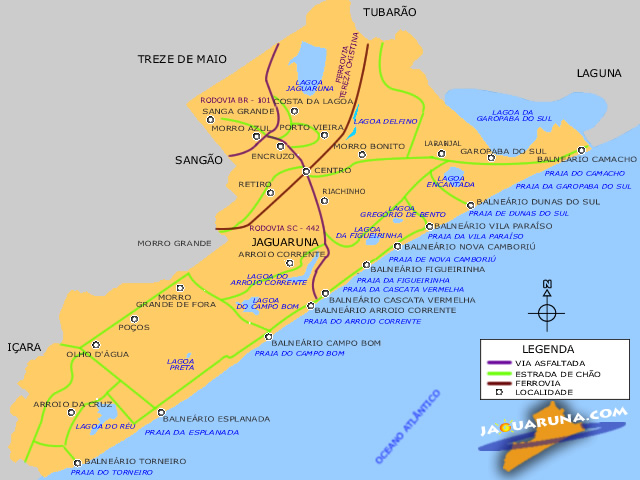 TUBARÃO
TREZE DE MAIO
LAGUNA
FERROVIA
TEREZA CRISTINA
LAGOA
JAGUARUNA
RODOVIA BR - 101
COSTA DA LAGOA
SANGA GRANDE
LAGOA DELFINO
LAGOA DA
GAROPABA DO SUL
MORRO AZUL
PORTO VIEIRA
ENCRUZO
MORRO BONITO
LARANJAL
GAROPABA DO SUL
BALNEÁRIO CAMACHO
SANGÃO
CENTRO
PRAIA DO CAMACHO
PRAIA DA GAROPABA DO SUL
RETIRO
RIACHINHO
LAGOA
ENCANTADA
BALNEÁRIO DUNAS DO SUL
PRAIA DE DUNAS DO SUL
LAGOA
GREGÓRIO DE BENTO
RODOVIA SC - 442
LAGOA
DA FIGUEIRINHA
BALNEÁRIO VILA PARAÍSO
PRAIA DA VILA PARAÍSO
MORRO GRANDE
JAGUARUNA
BALNEÁRIO NOVA CAMBORIÚ
ARROIO CORRENTE
PRAIA DE NOVA CAMBORIÚ
BALNEÁRIO FIGUEIRINHA
LAGOA DO
ARROIO CORRENTE
PRAIA DA FIGUEIRINHA
PRAIA DA CASCATA VERMELHA
MORRO
GRANDE DE FORA
LAGOA
DO CAMPO BOM
BALNEÁRIO CASCATA VERMELHA
BALNEÁRIO ARROIO CORRENTE
PRAIA DO ARROIO CORRENTE
POÇOS
N
IÇARA
OLHO D'ÁGUA
BALNEÁRIO CAMPO BOM
PRAIA DO CAMPO BOM
LAGOA
PRETA
LEGENDA
VIA ASFALTADA
ESTRADA DE CHÃO
FERROVIA
LOCALIDADE
ARROIO DA CRUZ
BALNEÁRIO ESPLANADA
LAGOA DO RÉU
PRAIA DA ESPLANADA
OCEANO ATLÂNTICO
JAGUARUNA.COM
BALNEÁRIO TORNEIRO
PRAIA DO TORNEIRO